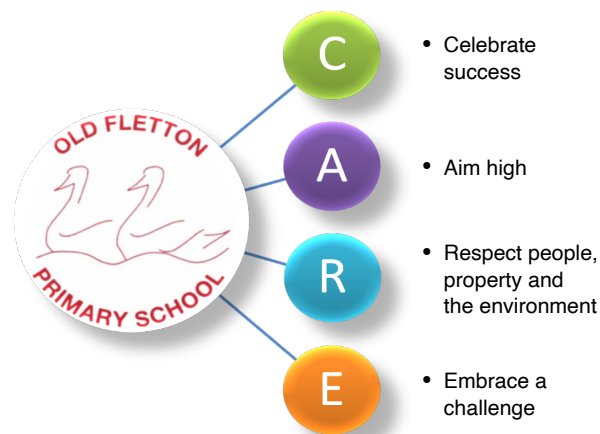 OLD FLETTON
PRIMARY SCHOOL
C
• Celebrate
success
A
• Aim high
R
• Respect people,
property and
the environment
E
• Embrace a
challenge